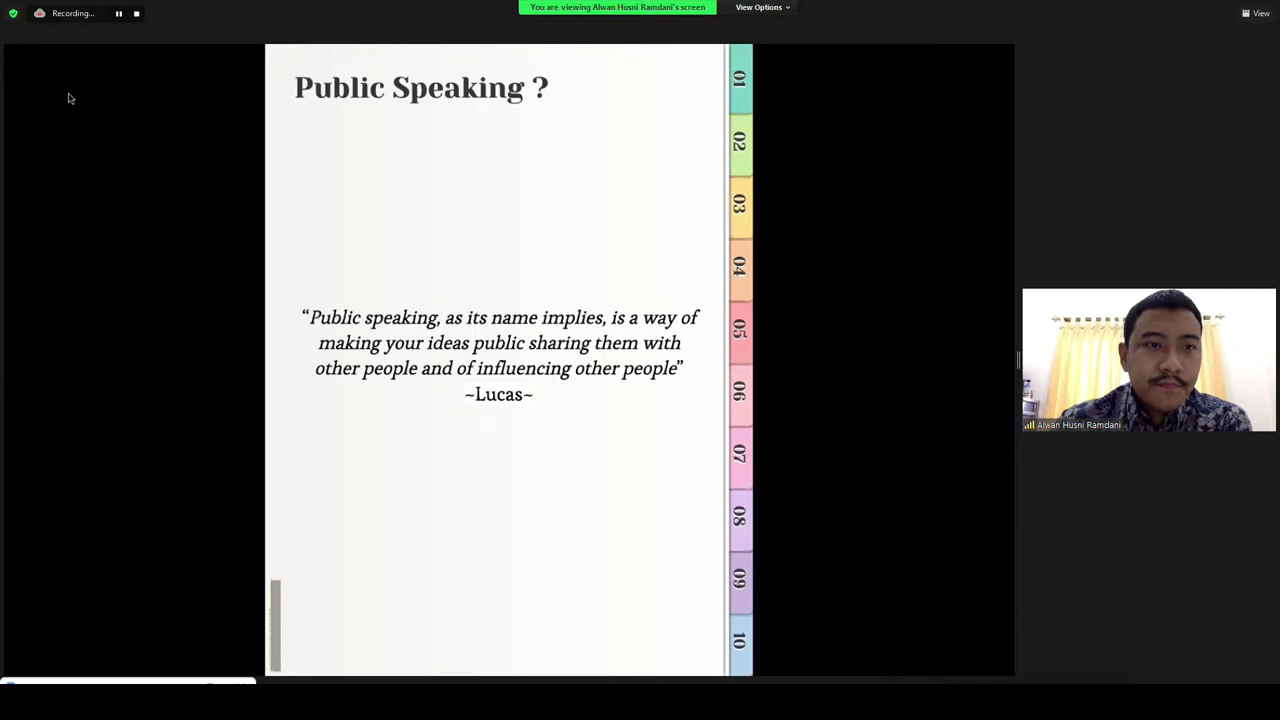 Recording...
You are viewing Alwan Husni Ramdani's screen
View Options
View
Public Speaking ?
“Public speaking, as its name implies, is a way of
making your ideas public sharing them with
other people and of influencing other people”
~Lucas~
01
02
03
04
05
06
07
08
09
10
Alwan Husni Ramdani